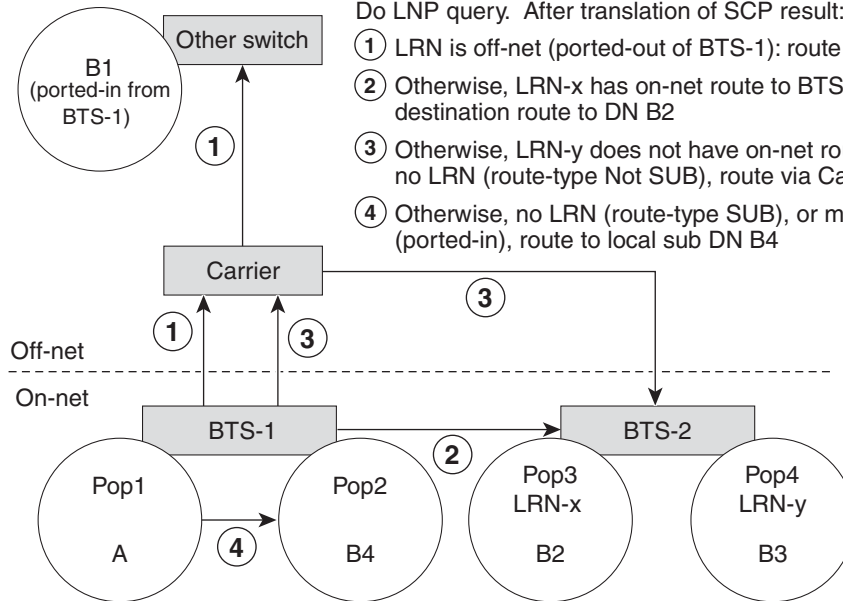 Do LNP query. After translation of SCP result:
1 LRN is off-net (ported-out of BTS-1): route
2 Otherwise, LRN-x has on-net route to BTS
destination route to DN B2
3 Otherwise, LRN-y does not have on-net ro
no LRN (route-type Not SUB), route via Ca
4 Otherwise, no LRN (route-type SUB), or m
(ported-in), route to local sub DN B4
Other switch
B1
(ported-in from
BTS-1)
1
Carrier
3
1
3
Off-net
On-net
BTS-1
2
BTS-2
Pop1
A
4
Pop2
B4
Pop3
LRN-x
B2
Pop4
LRN-y
B3